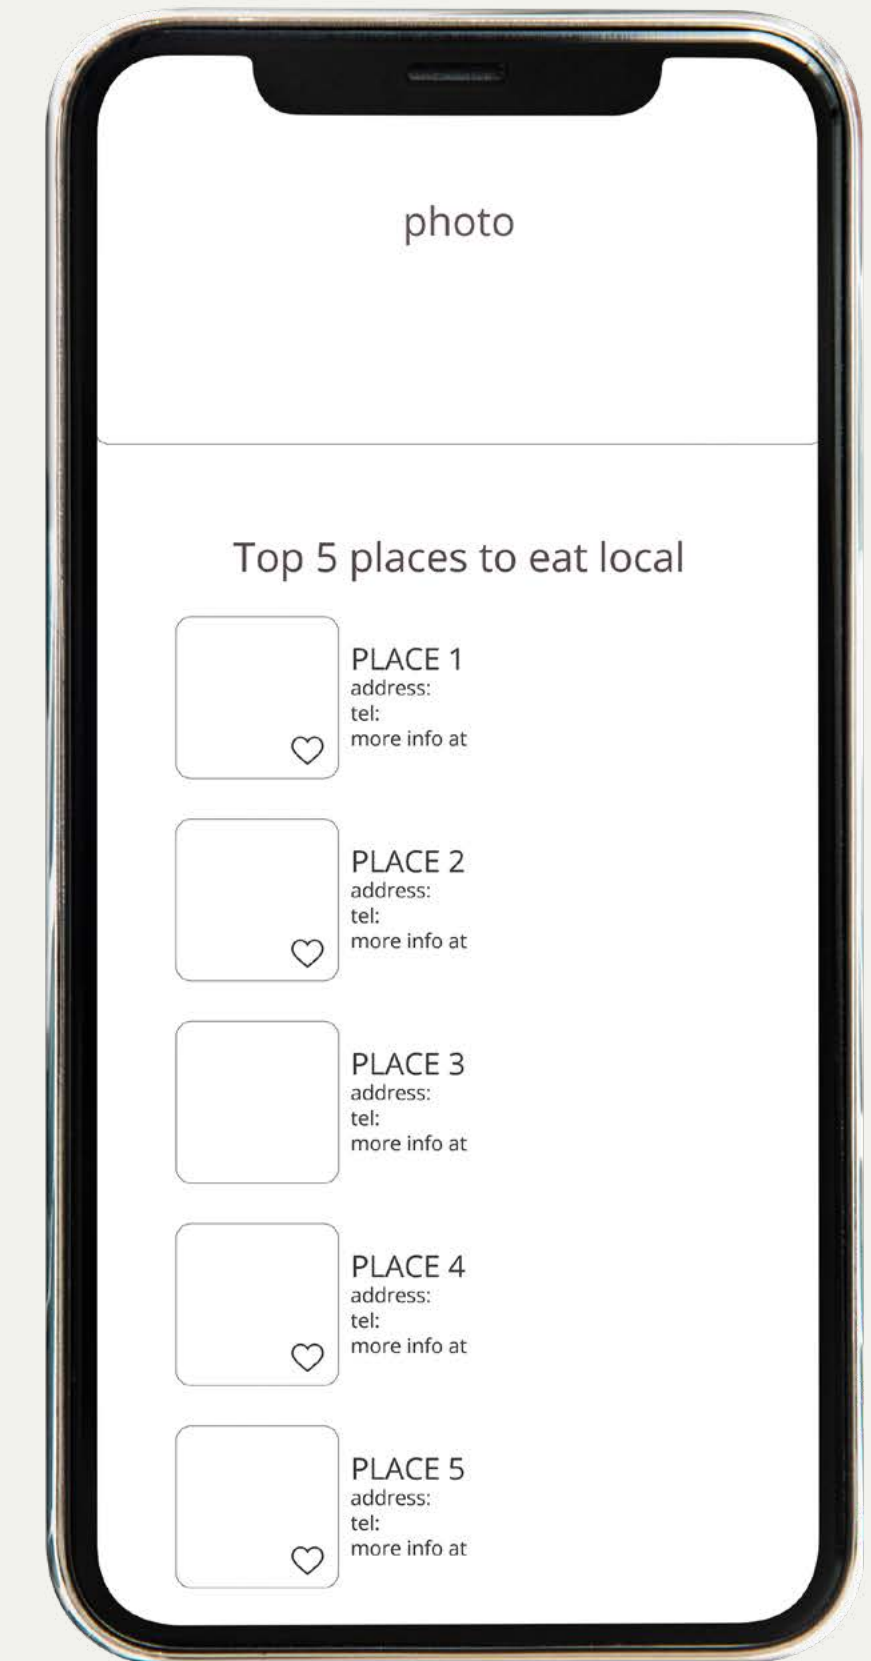 photo
Top 5 places to eat local
PLACE 1
address:
tel:
more info at
PLACE 2
address:
tel:
more info at
PLACE 3
address:
tel:
more info at
PLACE 4
address:
tel:
more info at
PLACE 5
address:
tel:
more info at